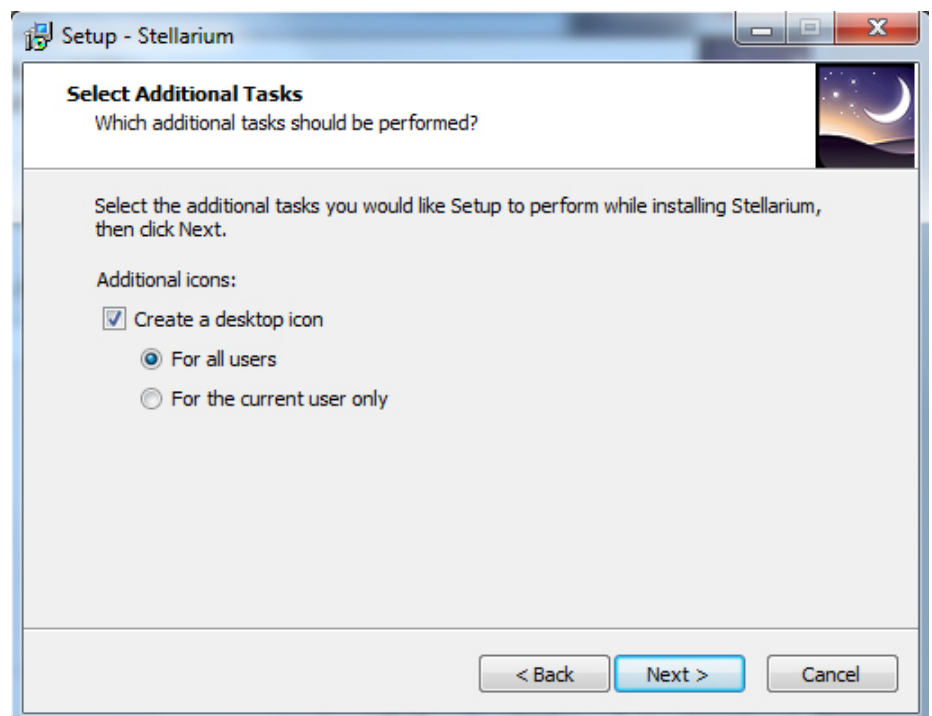 Setup - Stellarium
Select Additional Tasks
Which additional tasks should be performed?
Select the additional tasks you would like Setup to perform while installing Stellarium,
then click Next.
Additional icons:
Create a desktop icon
For all users
For the current user only
< Back Next > Cancel